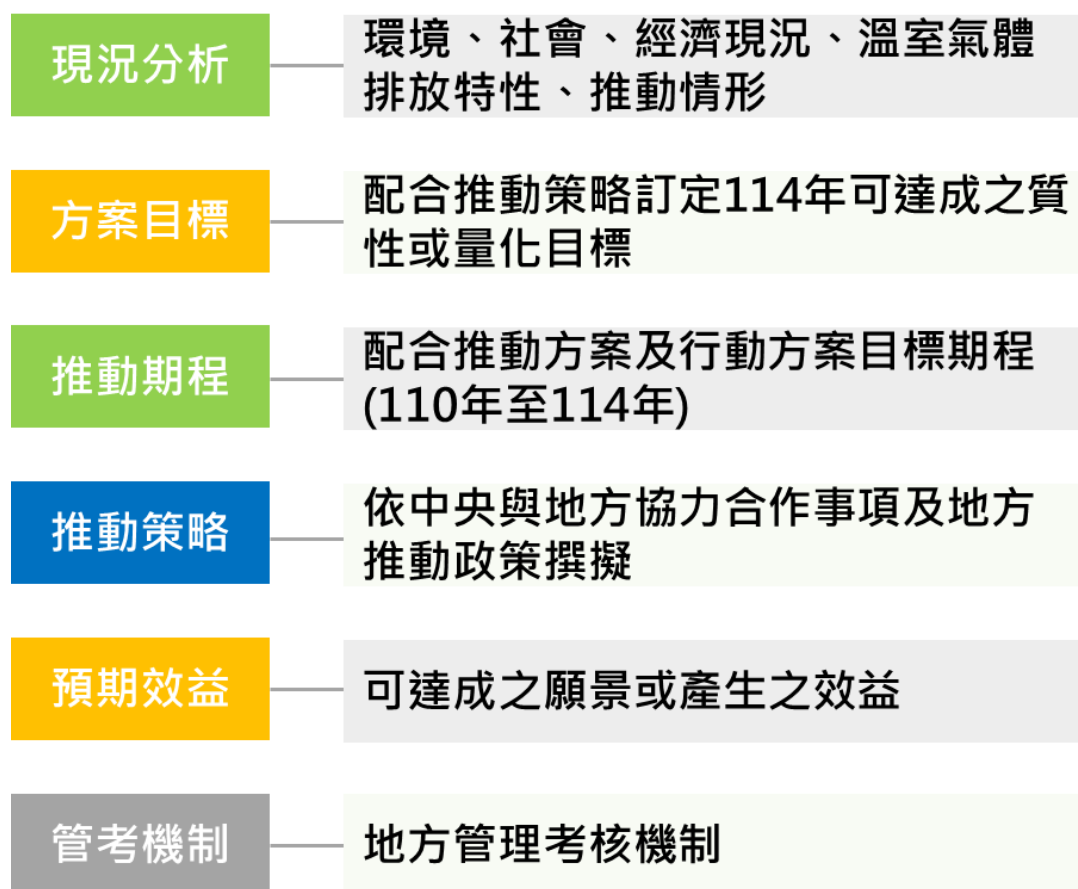 現況分析
環境、社會、經濟現況、溫室氣體
排放特性、推動情形
方案目標
配合推動策略訂定114年可達成之質
性或量化目標
推動期程
配合推動方案及行動方案目標期程
(110年至114年)
推動策略
依中央與地方協力合作事項及地方
推動政策撰擬
預期效益
可達成之願景或產生之效益
管考機制
地方管理考核機制